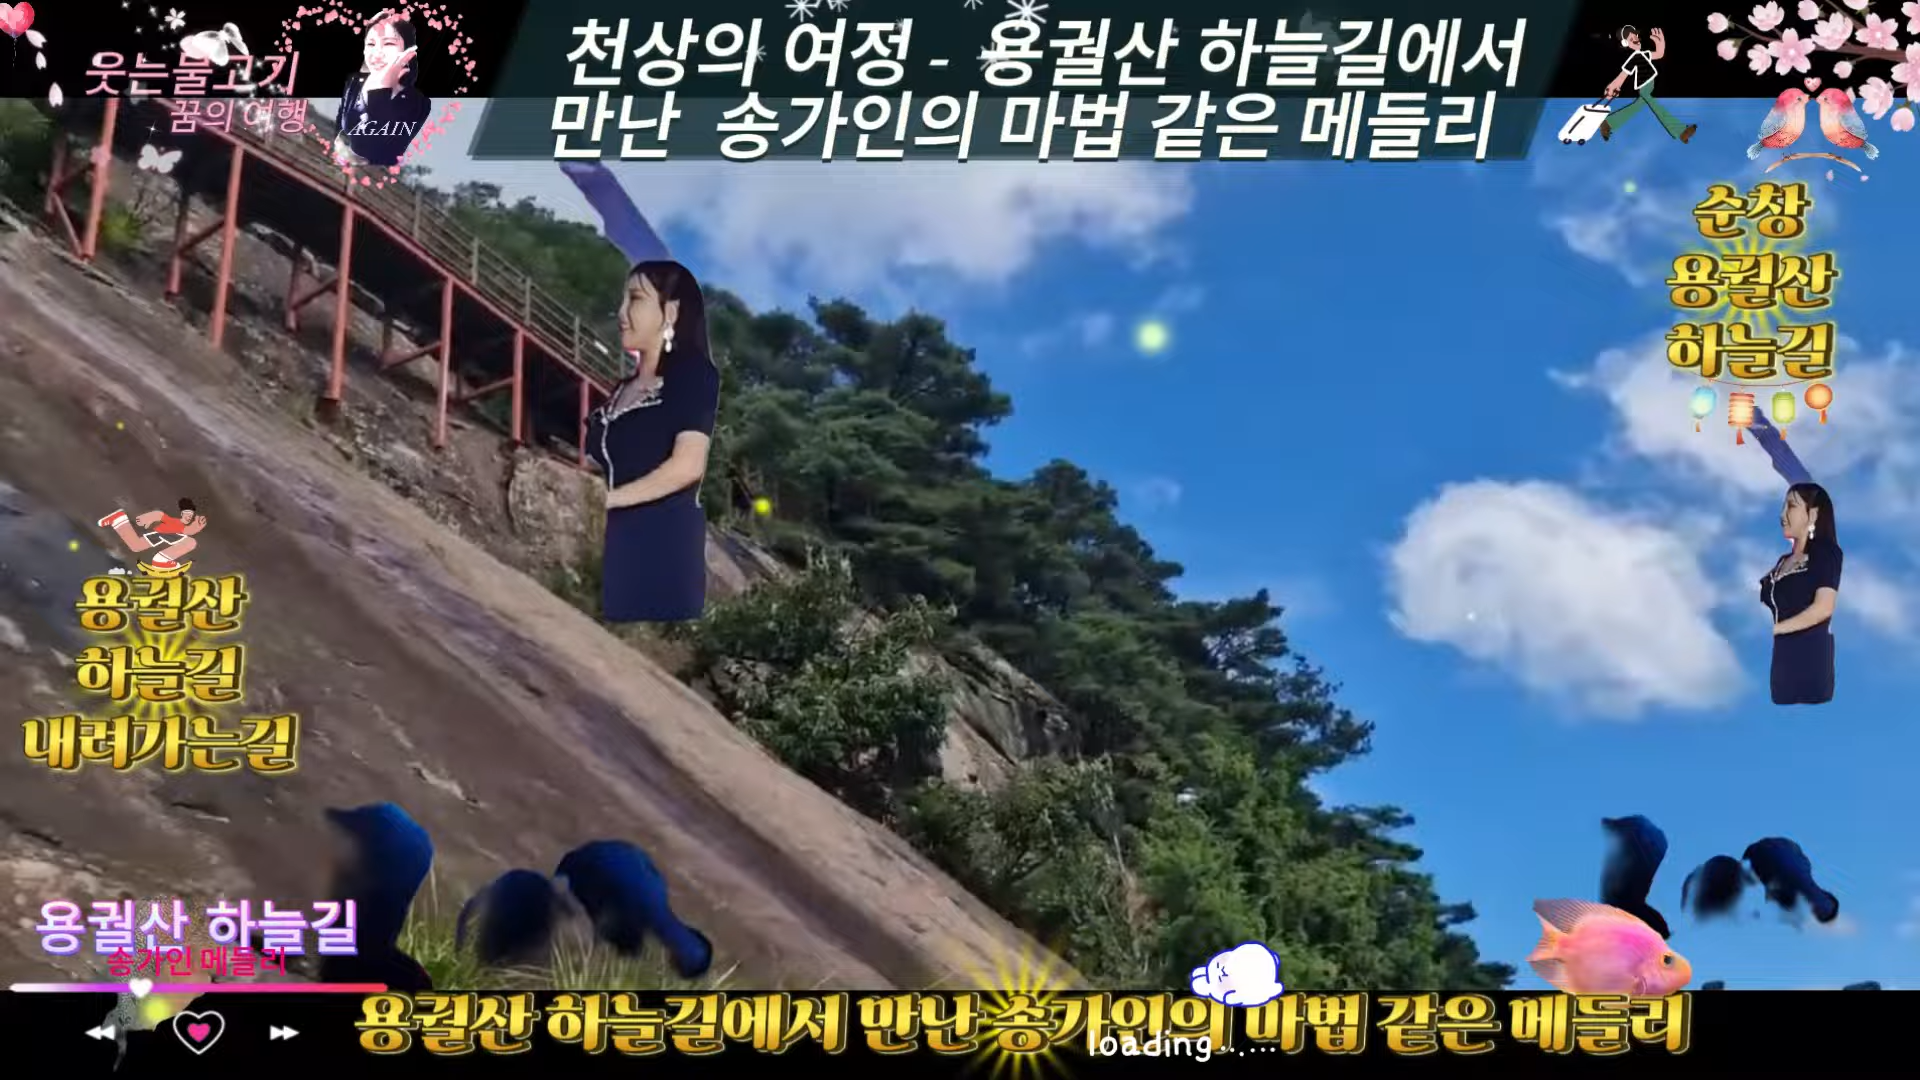 웃는물고기
꿈의 여행
AGAIN
천상의 여정 - 용궐산 하늘길에서
만난 송가인의 마법 같은 메들리
순창
용궐산
하늘길
용궐산
하늘길
내려가는길
용궐산 하늘길
송가인 메들리
용궐산 하늘길에서 만난 송가인의 마법 같은 메들리
loading......